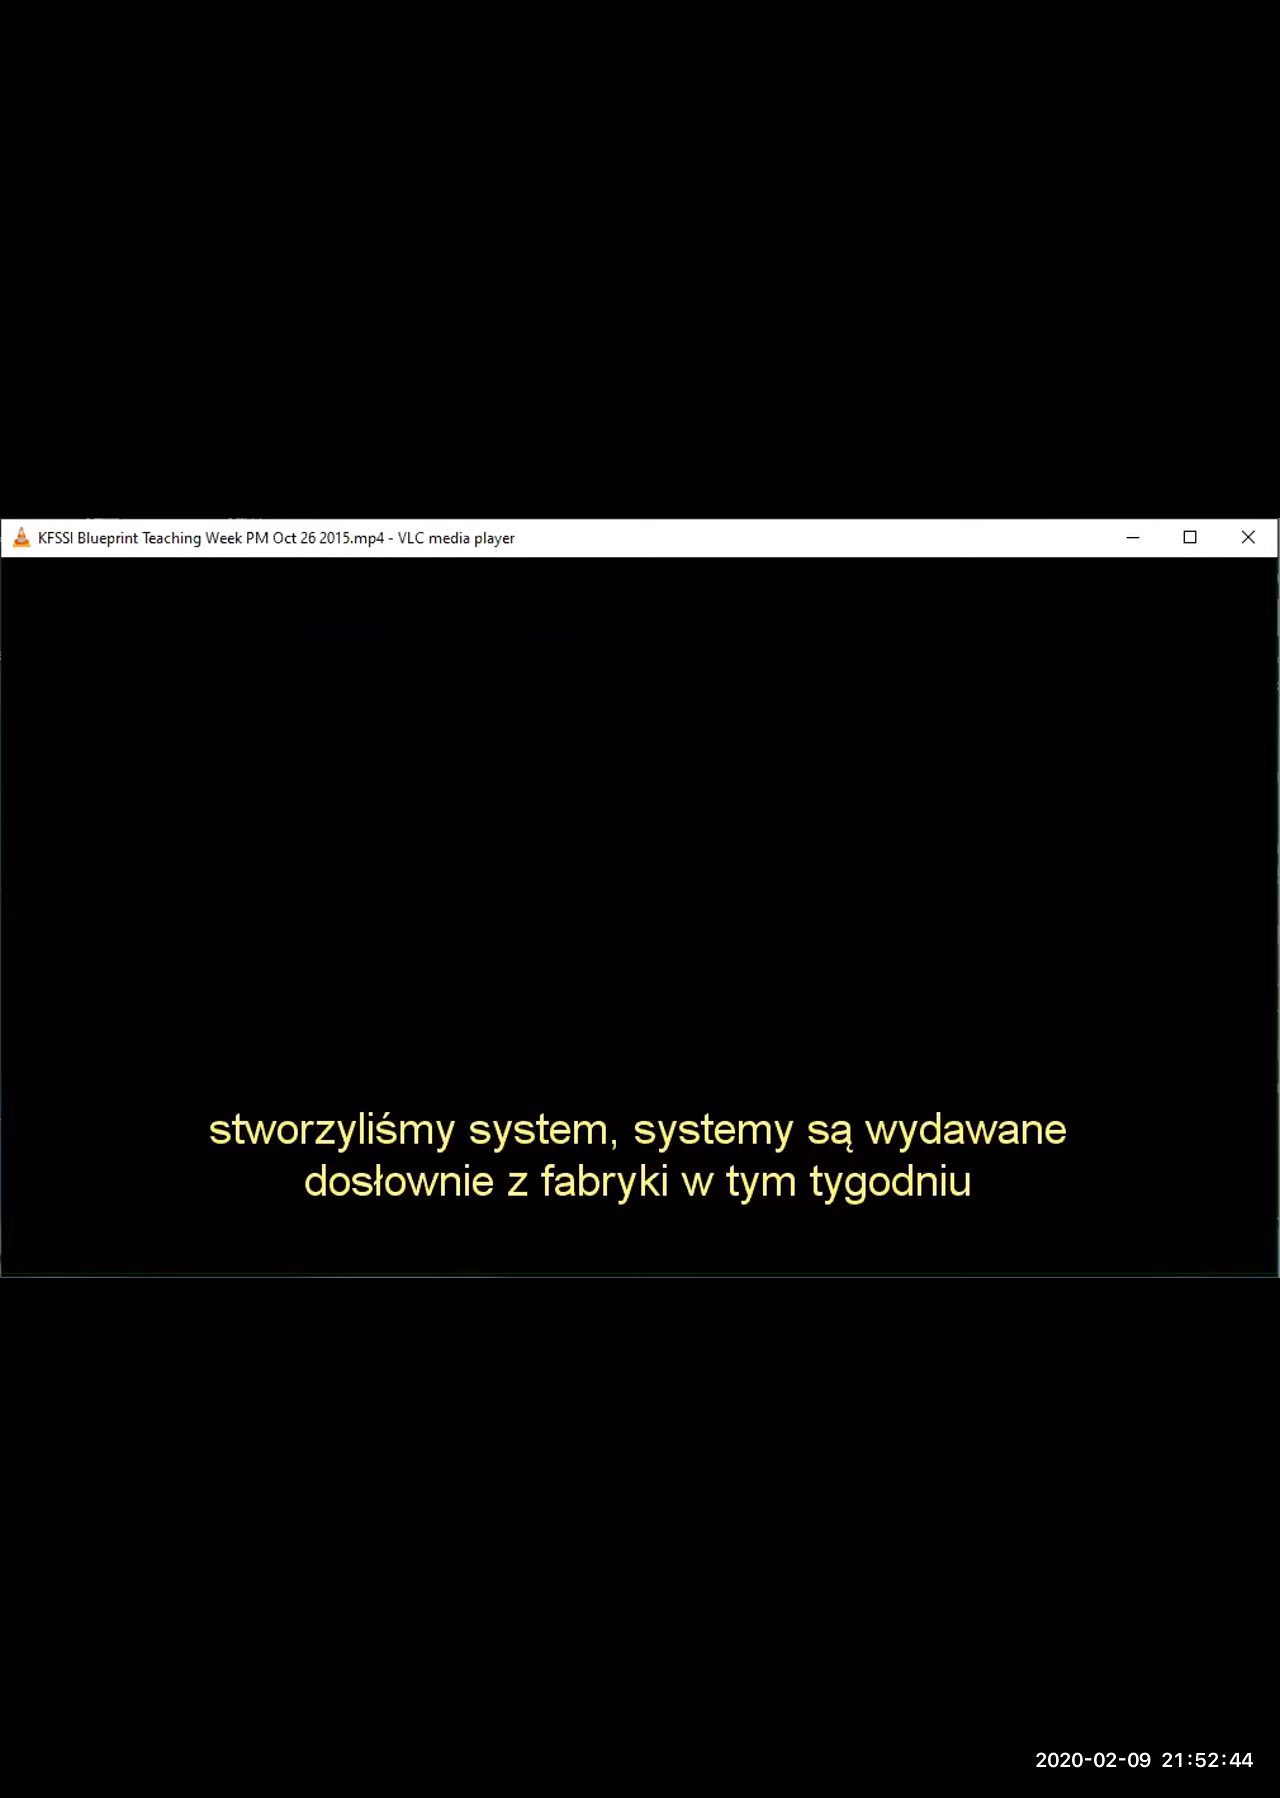 KFSSI Blueprint Teaching Week PM Oct 26 2015.mp4 - VLC media player
stworzyliśmy system, systemy są wydawane
dosłownie z fabryki w tym tygodniu
2020-02-09 21:52:44